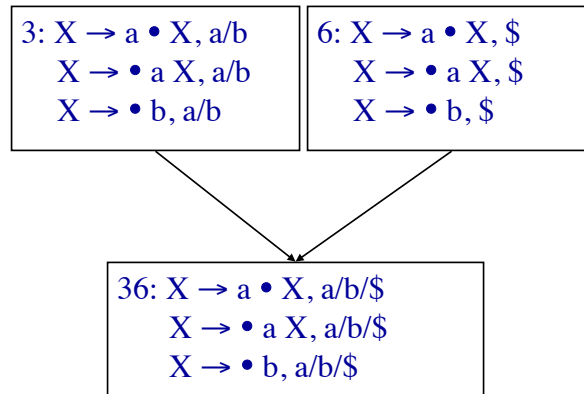 3: X → a • X, a/b
X → • a X, a/b
X → • b, a/b
6: X → a • X, $
X → • a X, $
X → • b, $
36: X → a • X, a/b/$
X → • a X, a/b/$
X → • b, a/b/$